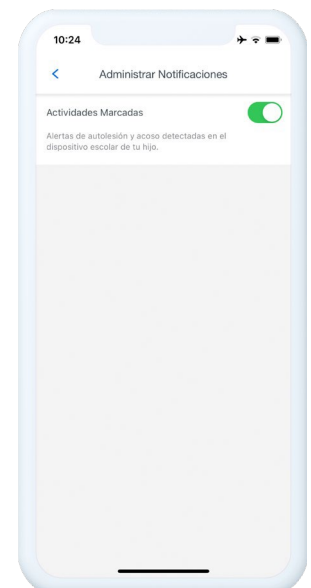 10:24
Administrar Notificaciones
Actividades Marcadas
Alertas de autolesión y acoso detectadas en el
dispositivo escolar de tu hijo.